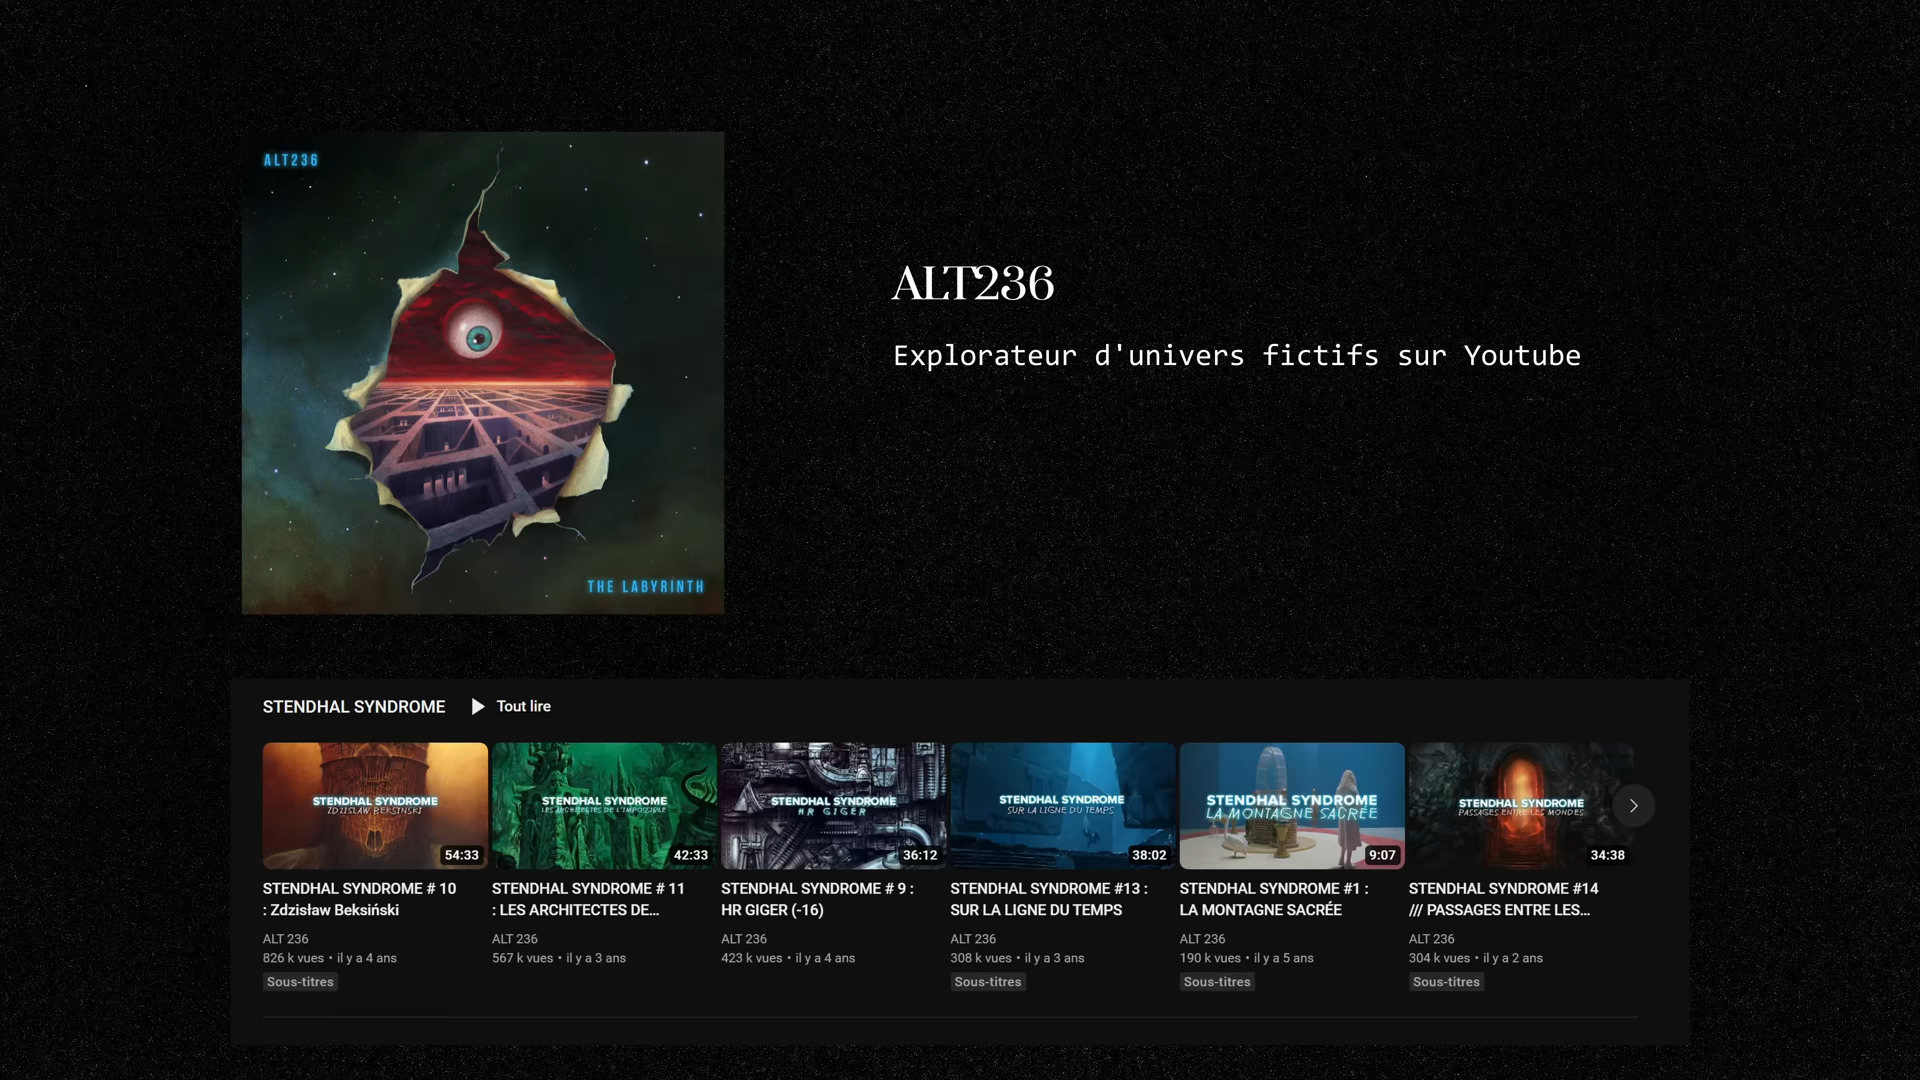 ALT236
THE LABYRINTH
ALT236
Explorateur d'univers fictifs sur Youtube
STENDHAL SYNDROME
Tout lire
STENDHAL SYNDROME
ZDZISLAW BEKSINSKI
54:33
STENDHAL SYNDROME # 10
: Zdzisław Beksiński
ALT 236
826 k vues • il y a 4 ans
Sous-titres
STENDHAL SYNDROME
LES ARCHITECTES DE L'IMPOSSIBLE
42:33
STENDHAL SYNDROME # 11
: LES ARCHITECTES DE...
ALT 236
567 k vues • il y a 3 ans
STENDHAL SYNDROME
HR GIGER
36:12
STENDHAL SYNDROME # 9 :
HR GIGER (-16)
ALT 236
423 k vues • il y a 4 ans
STENDHAL SYNDROME
SUR LA LIGNE DU TEMPS
38:02
STENDHAL SYNDROME #13 :
SUR LA LIGNE DU TEMPS
ALT 236
308 k vues • il y a 3 ans
Sous-titres
STENDHAL SYNDROME
LA MONTAGNE SACRÉE
9:07
STENDHAL SYNDROME #1 :
LA MONTAGNE SACRÉE
ALT 236
190 k vues • il y a 5 ans
Sous-titres
STENDHAL SYNDROME
PASSAGES ENTRE LES MONDES
34:38
STENDHAL SYNDROME #14
/// PASSAGES ENTRE LES...
ALT 236
304 k vues • il y a 2 ans
Sous-titres